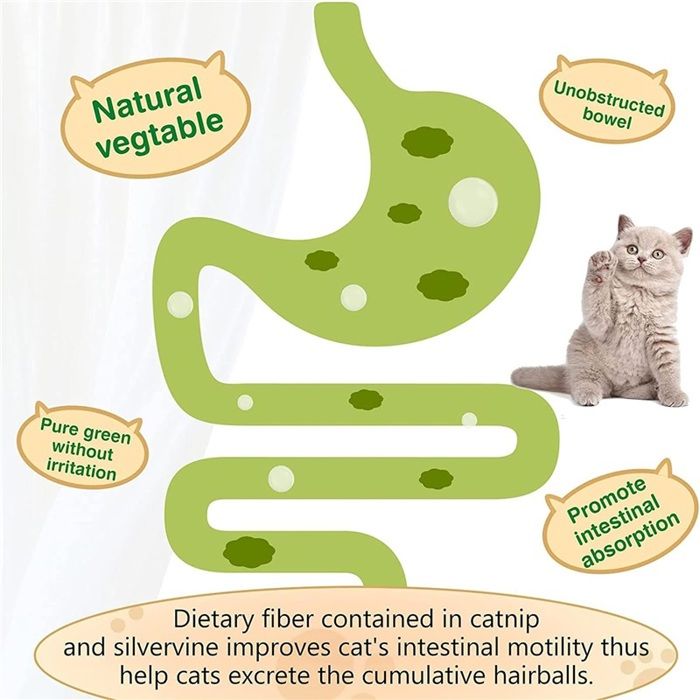 Natural
vegtable
Unobstructed
bowel
Pure green
without
irritation
Promote
intestinal
absorption
Dietary fiber contained in catnip
and silvervine improves cat's intestinal motility thus
help cats excrete the cumulative hairballs.